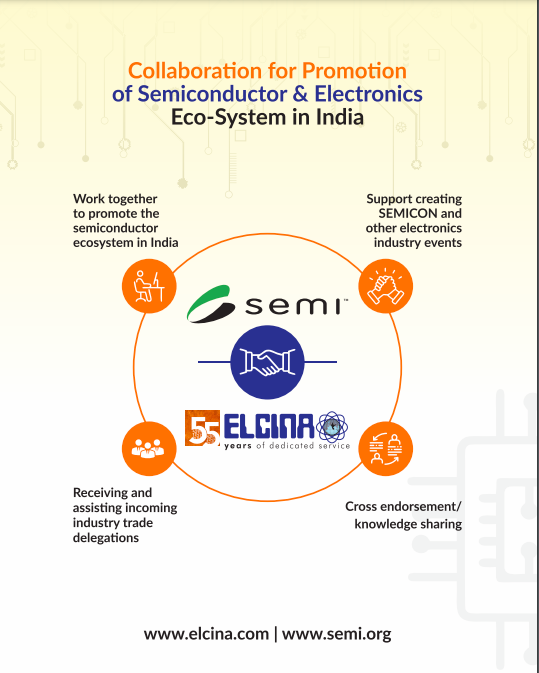 Collaboration for Promotion
of Semiconductor & Electronics
Eco-System in India
Work together
to promote the
semiconductor
ecosystem in India
Support creating
SEMICON and
other electronics
industry events
semi™
55 ELCINA
years of dedicated service
Receiving and
assisting incoming
industry trade
delegations
Cross endorsement/
knowledge sharing
www.elcina.com | www.semi.org